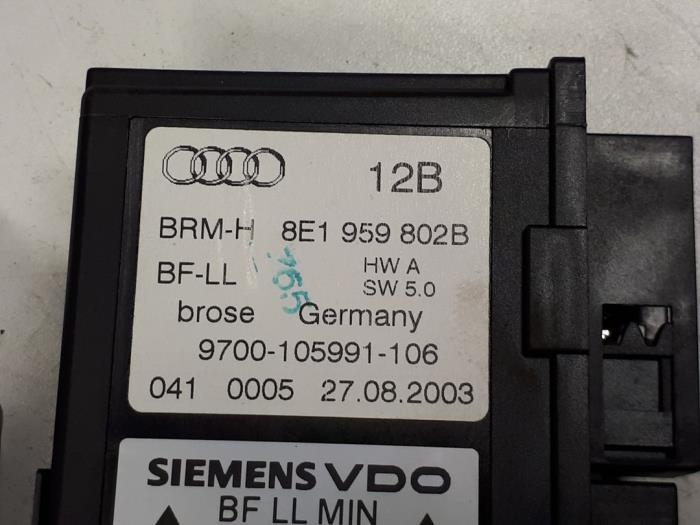 12B
BRM-H 8E1 959 802B
BF-LL HW A
SW 5.0
765
brose Germany
9700-105991-106
041 0005 27.08.2003
SIEMENS VDO
BF LL MIN